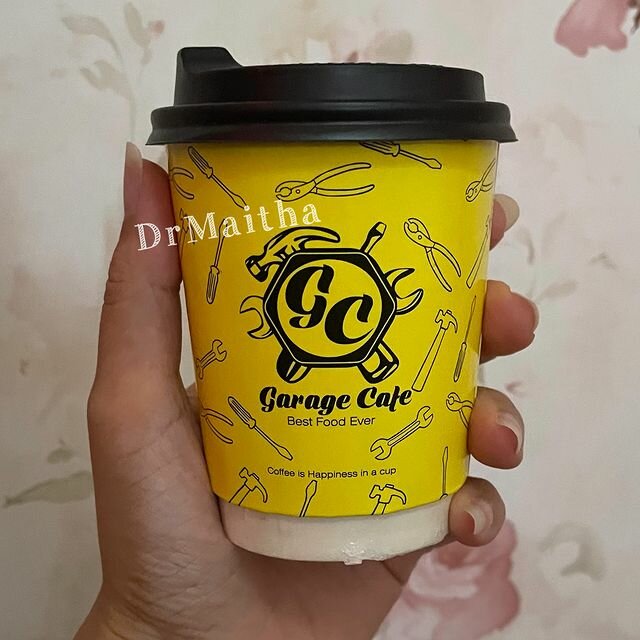 DrMaitha
GC
Garage Cafe
Best Food Ever
Coffee is Happiness in a cup